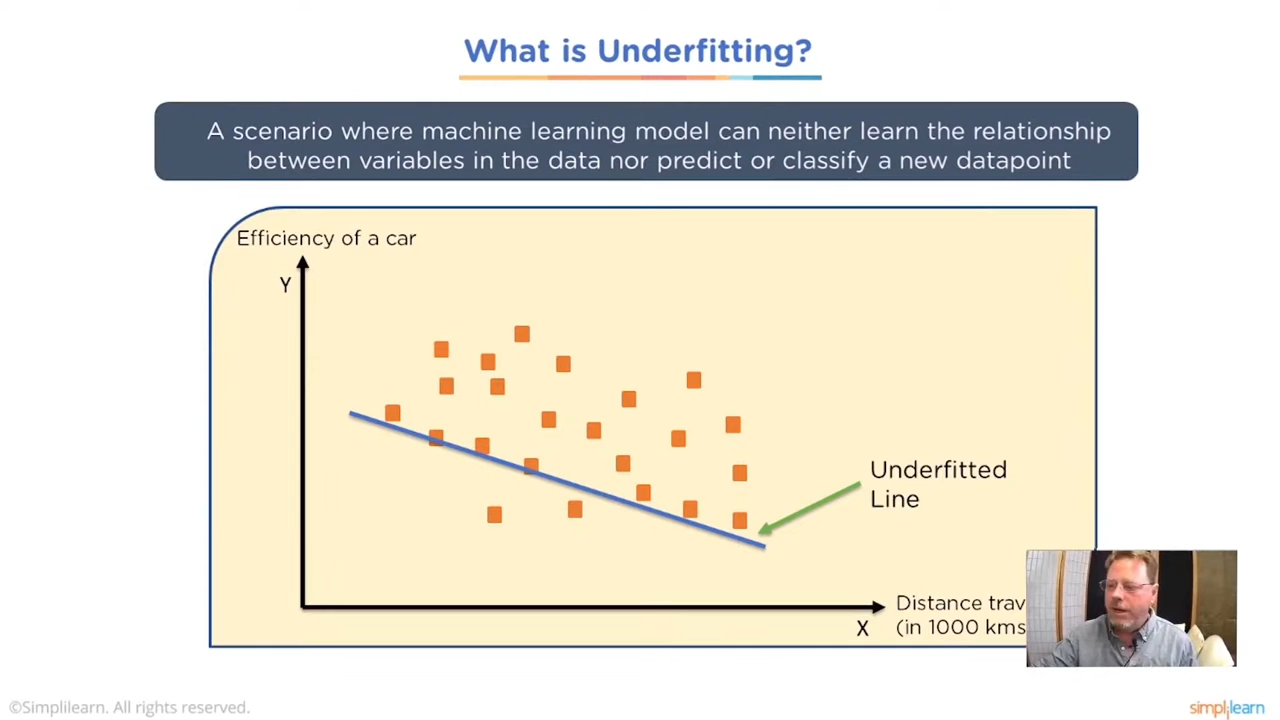 What is Underfitting?
A scenario where machine learning model can neither learn the relationship
between variables in the data nor predict or classify a new datapoint
Efficiency of a car
Y
Underfitted
Line
Distance trav
X
(in 1000 kms
©Simplilearn. All rights reserved.
simplilearn